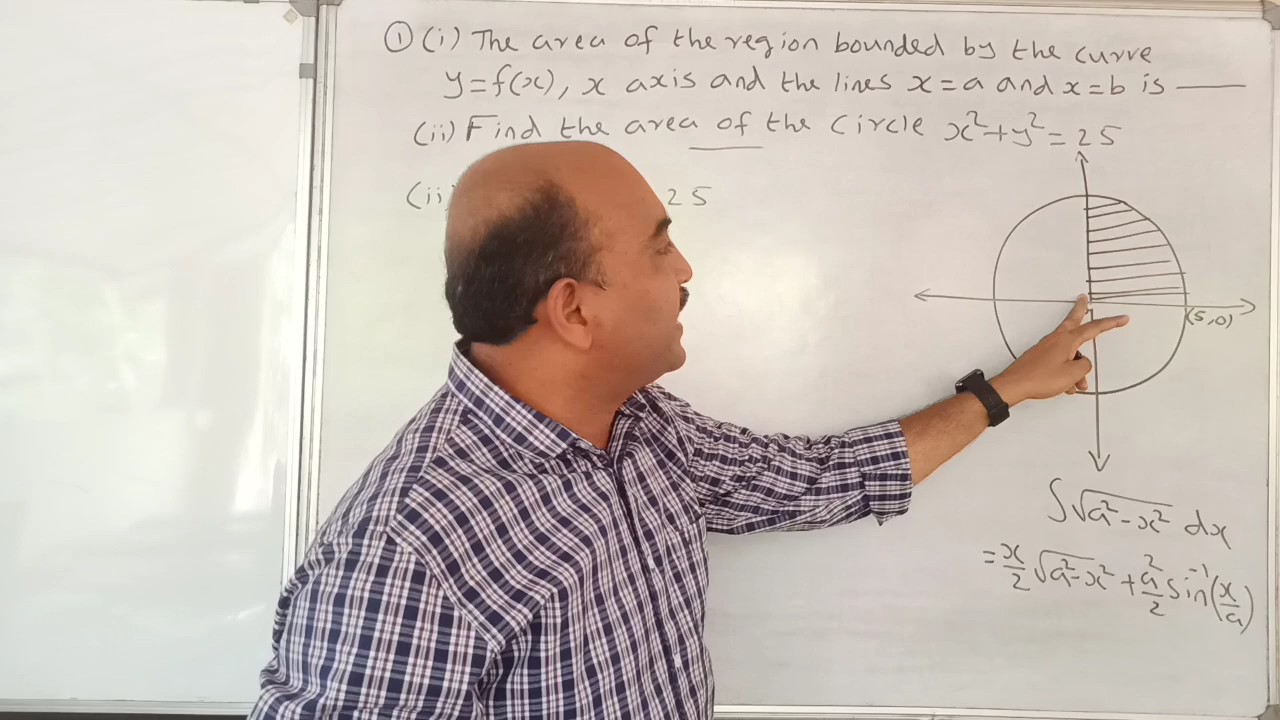 ① (i) The area of the region bounded by the curve
y=f(x), x axis and the lines x=a and x=b is ——
(ii) Find the area of the circle x²+y²=25
(ii 25
(5,0)
∫√a²-x² dx
= x/2 √a²-x² + a²/2 sin⁻¹(x/a)